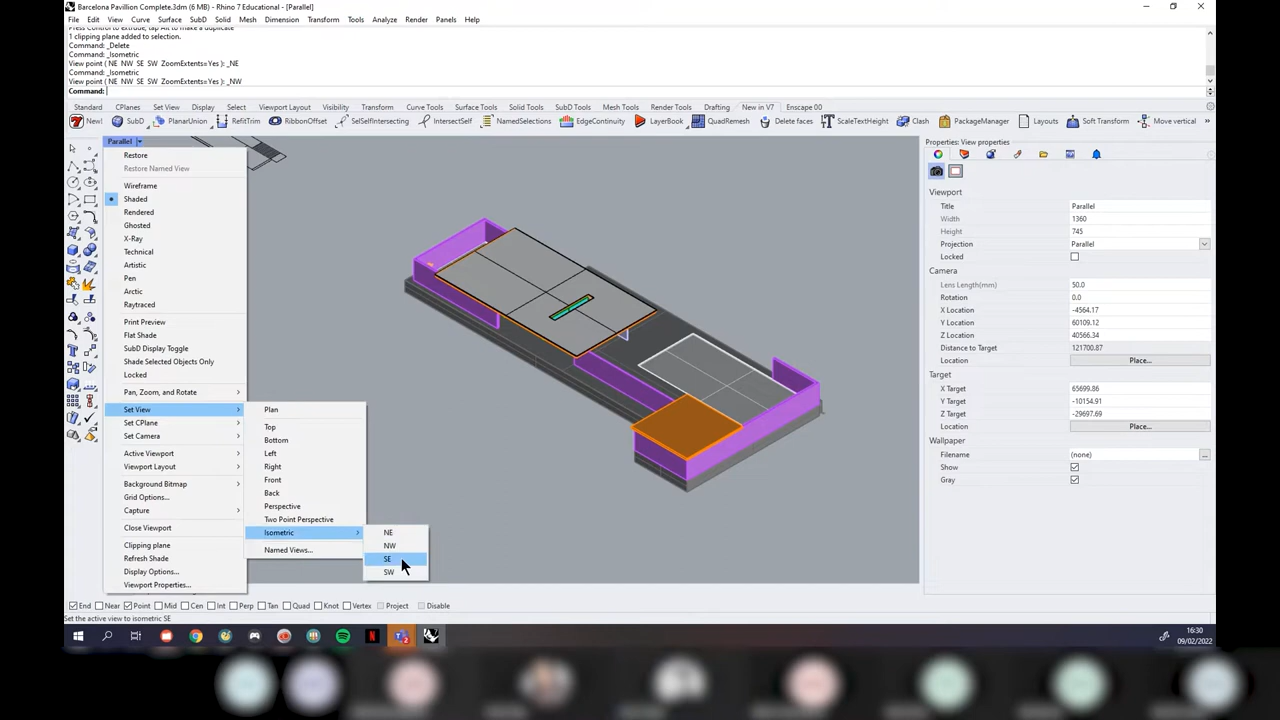 Barcelona Pavillion Complete.3dm (6 MB) - Rhino 7 Educational - [Parallel]
File Edit View Curve Surface SubD Solid Mesh Dimension Transform Tools Analyze Render Panels Help
Press Control to explode, tap Alt to make a duplicate
1 clipping plane added to selection.
Command: _Delete
Command: _Isometric
View point ( NE NW SE SW ZoomExtents=Yes ): _NE
Command: _Isometric
View point ( NE NW SE SW ZoomExtents=Yes ): _NW
Command:
Standard CPlanes Set View Display Select Viewport Layout Visibility Transform Curve Tools Surface Tools Solid Tools SubD Tools Mesh Tools Render Tools Drafting New in V7 Enscape 00
New! SubD PlanarUnion RefitTrim RibbonOffset SelSelfIntersecting IntersectSelf NamedSelections EdgeContinuity LayerBook QuadRemesh Delete faces ScaleTextHeight Clash PackageManager Layouts Soft Transform Move vertical
Parallel
Restore
Restore Named View
Wireframe
Shaded
Rendered
Ghosted
X-Ray
Technical
Artistic
Pen
Arctic
Raytraced
Print Preview
Flat Shade
SubD Display Toggle
Shade Selected Objects Only
Locked
Pan, Zoom, and Rotate
Set View
Set CPlane
Set Camera
Active Viewport
Viewport Layout
Background Bitmap
Grid Options...
Capture
Close Viewport
Clipping plane
Refresh Shade
Display Options...
Viewport Properties...
Plan
Top
Bottom
Left
Right
Front
Back
Perspective
Two Point Perspective
Isometric
Named Views...
NE
NW
SE
SW
Properties: View properties
Viewport
Title Parallel
Width 1360
Height 745
Projection Parallel
Locked
Camera
Lens Length(mm) 50.0
Rotation 0.0
X Location -4564.17
Y Location 60109.12
Z Location 40566.34
Distance to Target 121700.87
Location Place...
Target
X Target 65699.86
Y Target -10154.91
Z Target -29697.69
Location Place...
Wallpaper
Filename (none) ...
Show
Gray
End Near Point Mid Cen Int Perp Tan Quad Knot Vertex Project Disable
Set the active view to isometric SE
16:30
09/02/2022